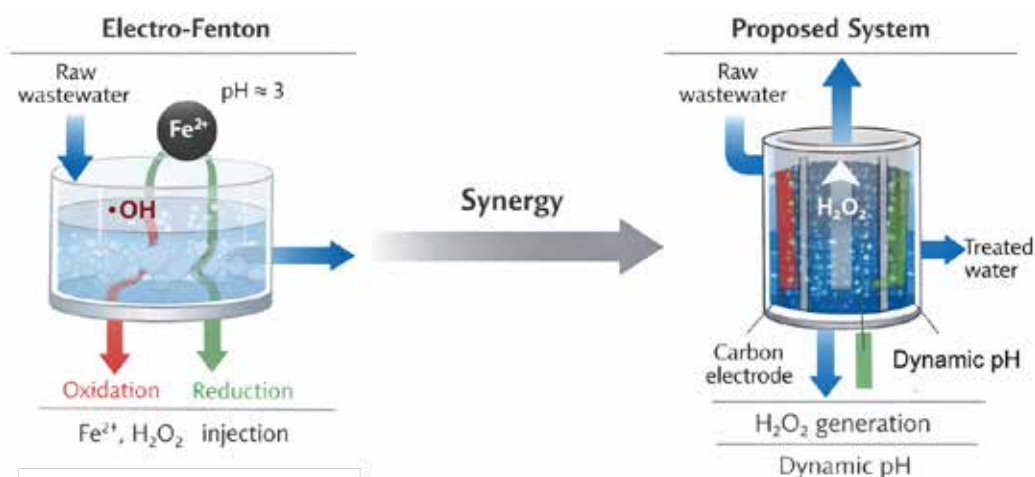 Electro-Fenton
Raw
wastewater
pH ≈ 3
Fe²⁺
•OH
Oxidation
Reduction
Fe²⁺, H₂O₂ injection
Synergy
Proposed System
Raw
wastewater
H₂O₂
Treated
water
Carbon
electrode
Dynamic pH
H₂O₂ generation
Dynamic pH